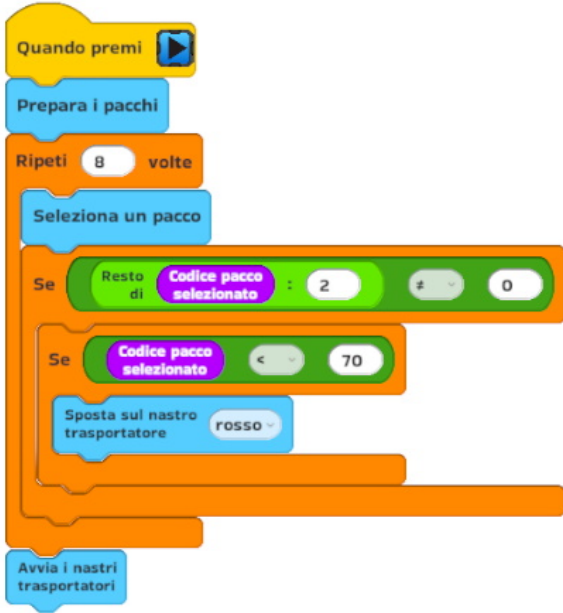 Quando premi
Prepara i pacchi
Ripeti 8 volte
Seleziona un pacco
Se Resto di Codice pacco selezionato : 2 ≠ 0
Se Codice pacco selezionato < 70
Sposta sul nastro trasportatore rosso
Avvia i nastri
trasportatori